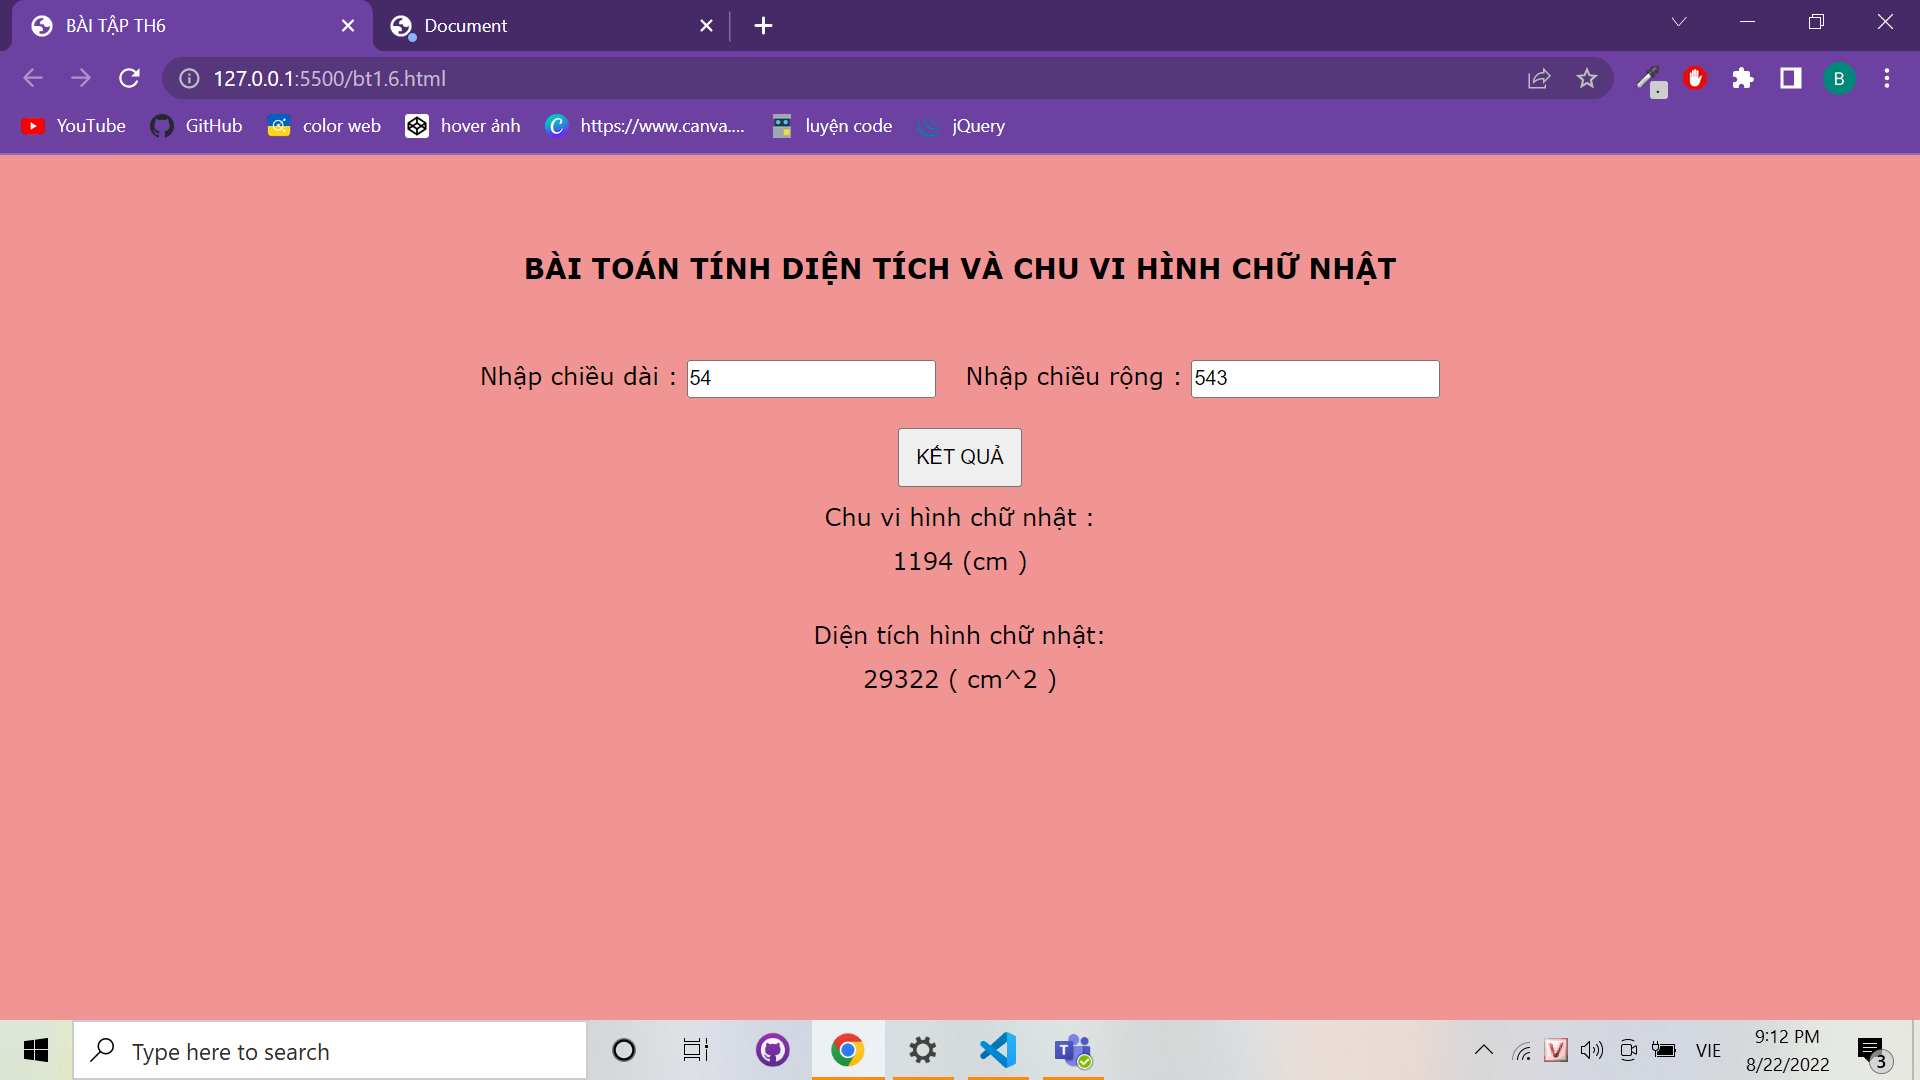 BÀI TẬP TH6
Document
127.0.0.1:5500/bt1.6.html
B
YouTube
GitHub
color web
hover ảnh
https://www.canva....
luyện code
jQuery
BÀI TOÁN TÍNH DIỆN TÍCH VÀ CHU VI HÌNH CHỮ NHẬT
Nhập chiều dài : 54 Nhập chiều rộng : 543
KẾT QUẢ
Chu vi hình chữ nhật :
1194 (cm )
Diện tích hình chữ nhật:
29322 ( cm^2 )
Type here to search
VIE
9:12 PM
8/22/2022
3